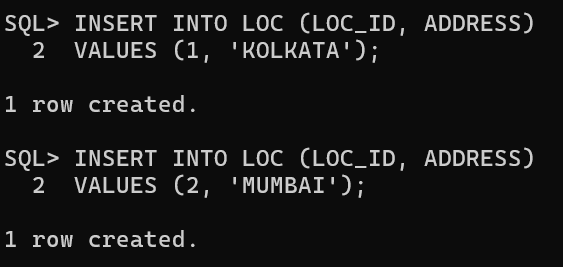 SQL> INSERT INTO LOC (LOC_ID, ADDRESS)
  2  VALUES (1, 'KOLKATA');
1 row created.
SQL> INSERT INTO LOC (LOC_ID, ADDRESS)
  2  VALUES (2, 'MUMBAI');
1 row created.